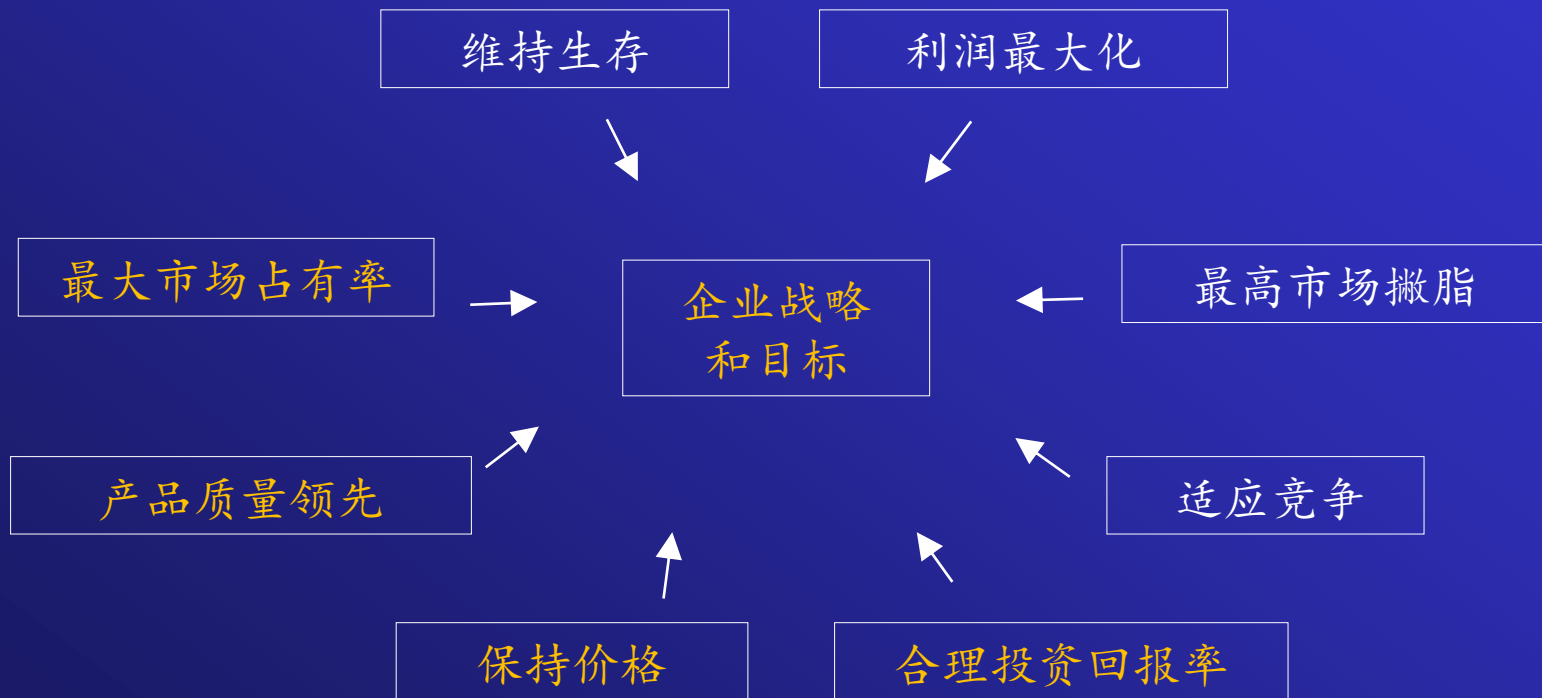 维持生存
利润最大化
最大市场占有率
企业战略
和目标
最高市场撇脂
产品质量领先
适应竞争
保持价格
合理投资回报率